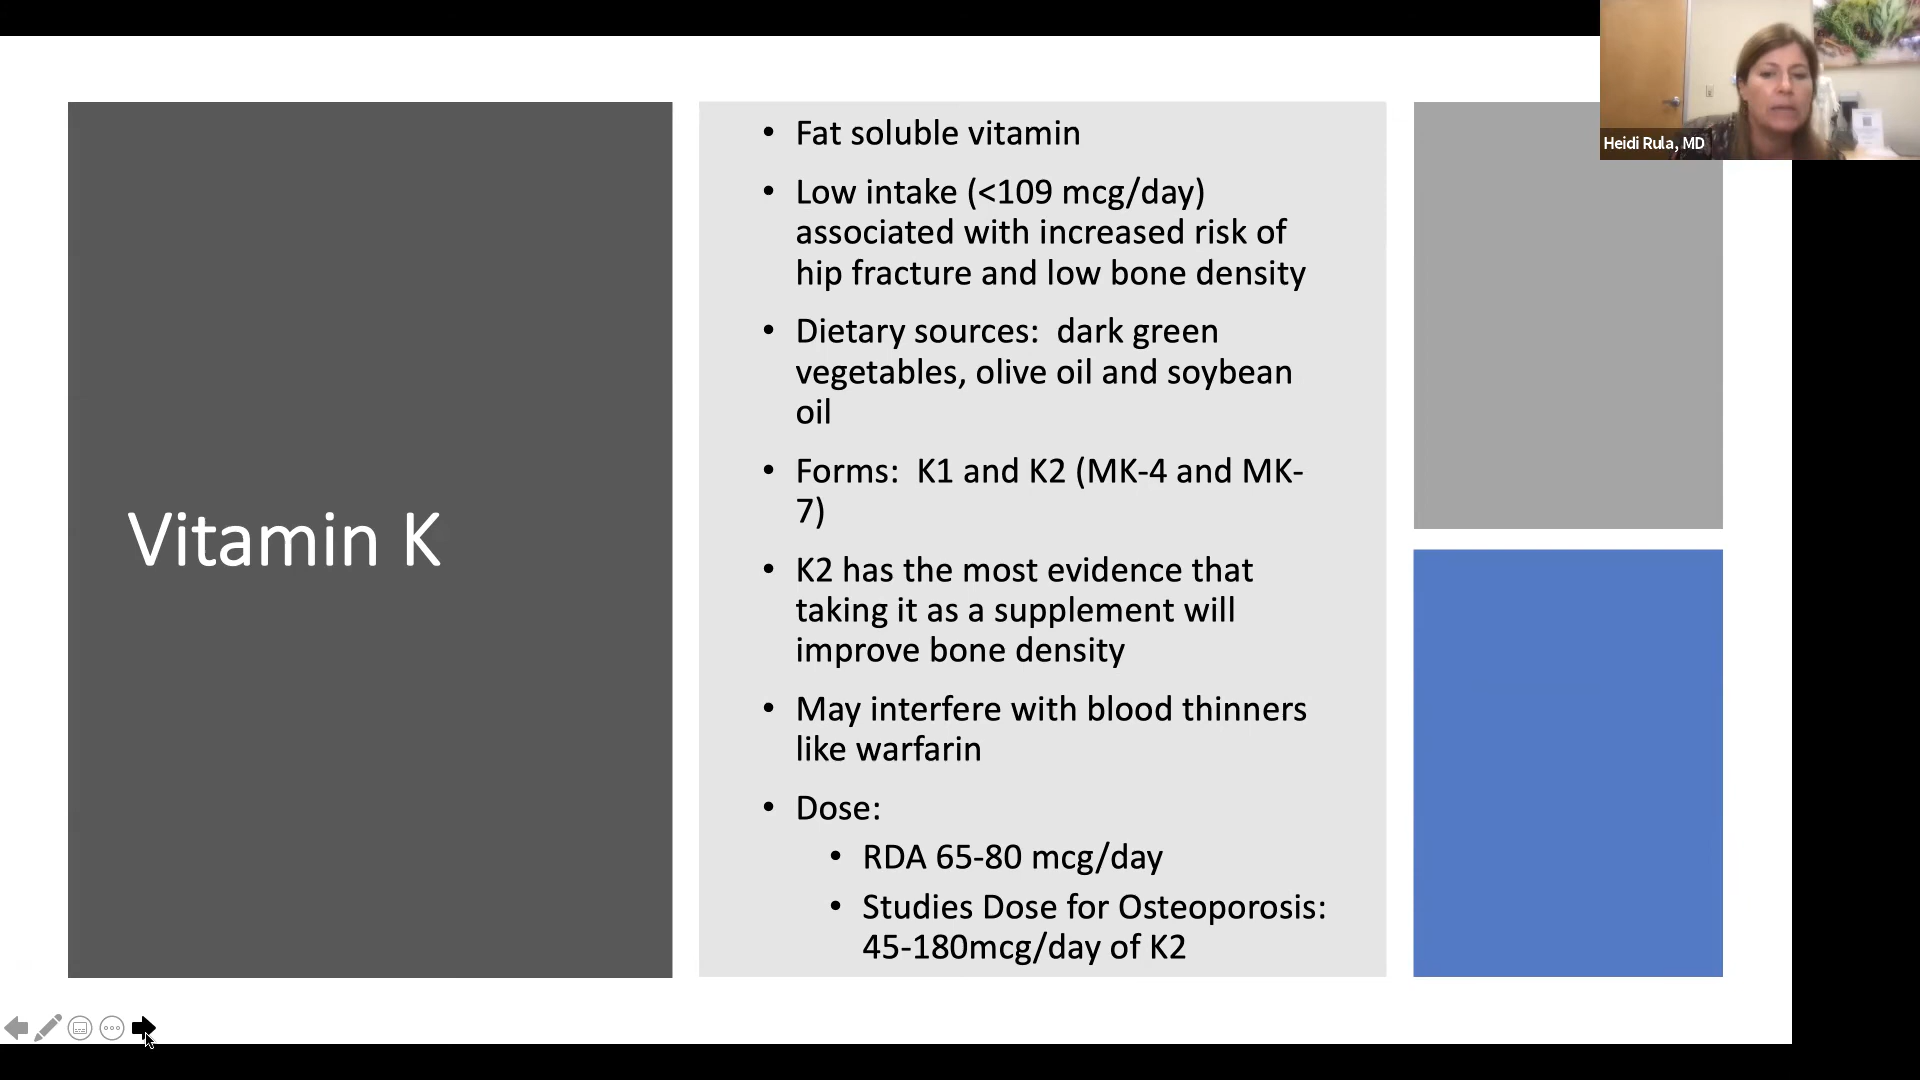 Vitamin K
• Fat soluble vitamin
• Low intake (<109 mcg/day)
associated with increased risk of
hip fracture and low bone density
• Dietary sources:  dark green
vegetables, olive oil and soybean
oil
• Forms:  K1 and K2 (MK-4 and MK-
7)
• K2 has the most evidence that
taking it as a supplement will
improve bone density
• May interfere with blood thinners
like warfarin
• Dose:
• RDA 65-80 mcg/day
• Studies Dose for Osteoporosis:
45-180mcg/day of K2
Heidi Rula, MD